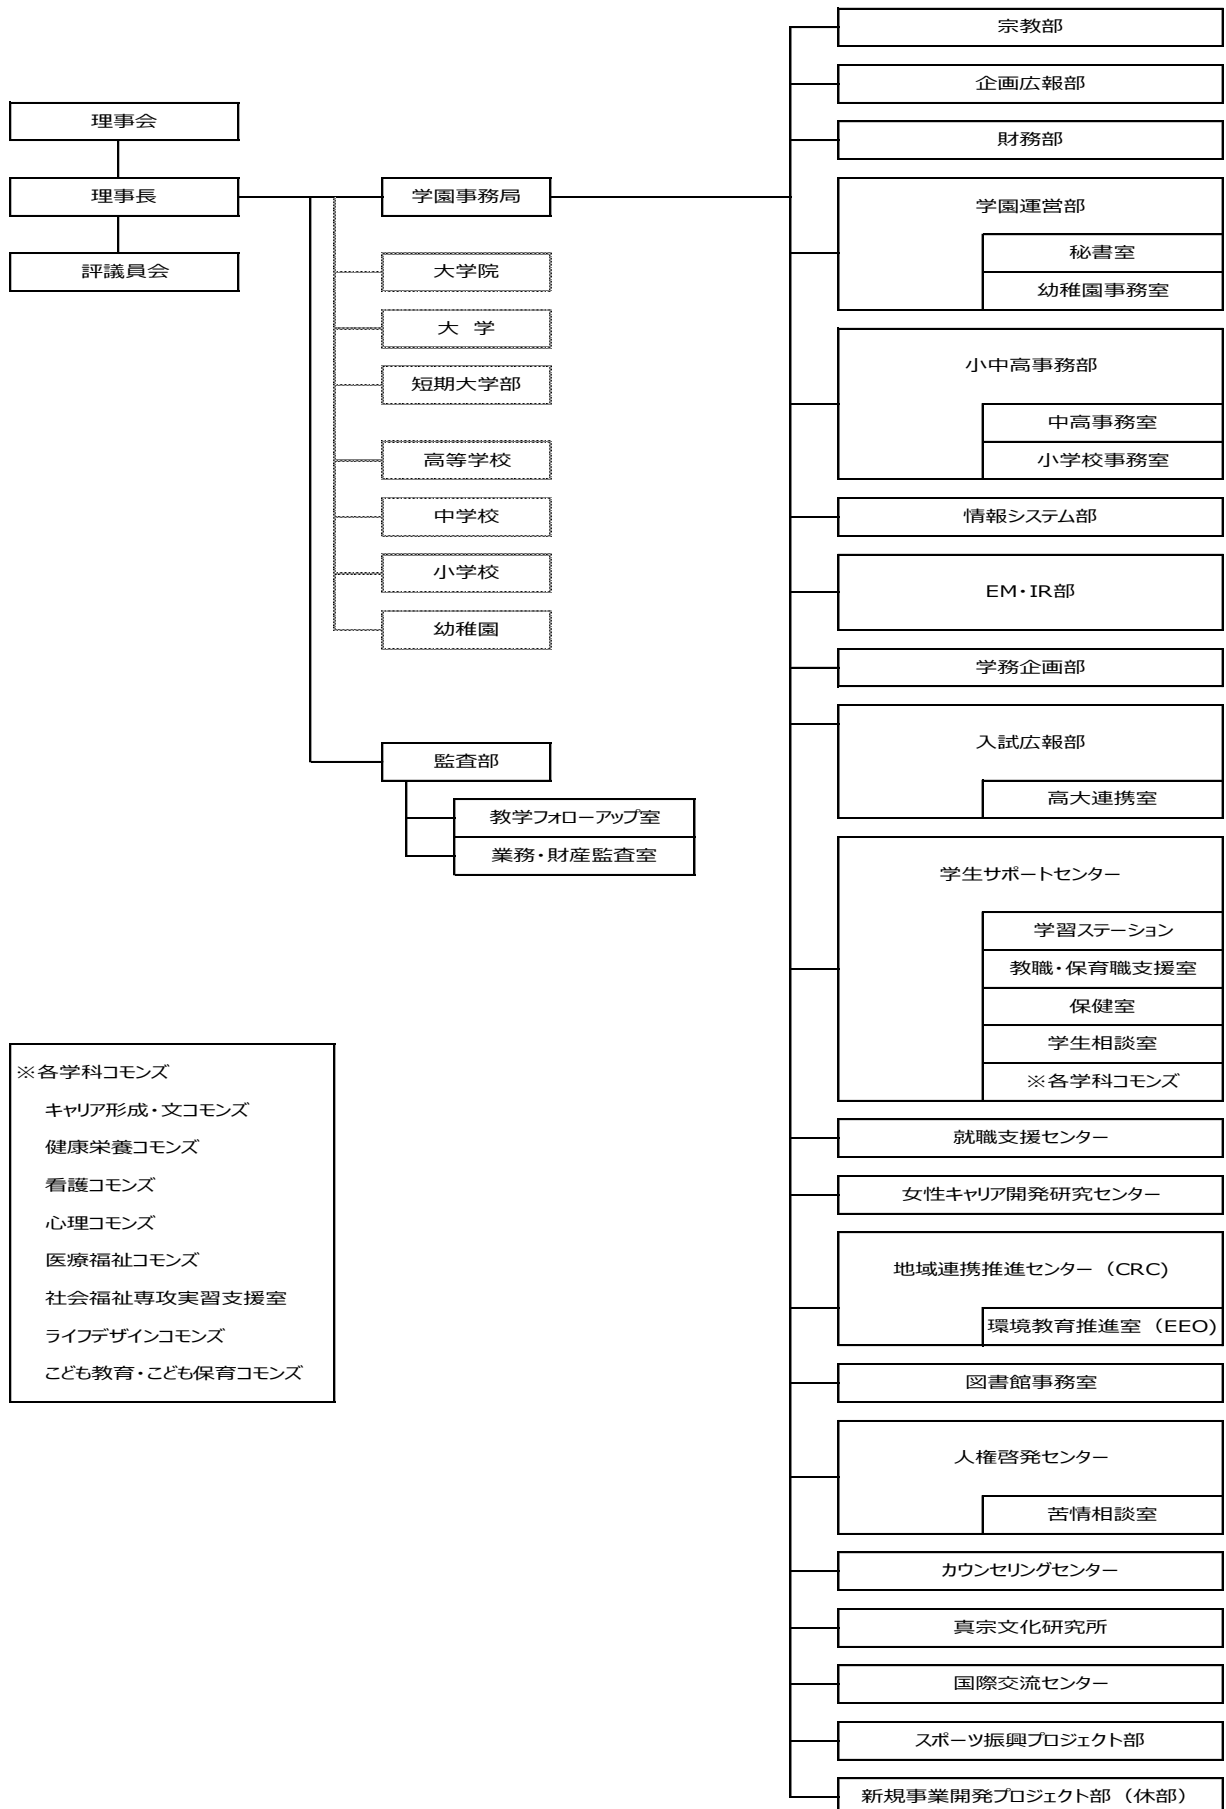 理事会
理事長
評議員会
学園事務局
大学院
大 学
短期大学部
高等学校
中学校
小学校
幼稚園
監査部
教学フォローアップ室
業務・財産監査室
※各学科コモンズ
キャリア形成・文コモンズ
健康栄養コモンズ
看護コモンズ
心理コモンズ
医療福祉コモンズ
社会福祉専攻実習支援室
ライフデザインコモンズ
こども教育・こども保育コモンズ
宗教部
企画広報部
財務部
学園運営部
秘書室
幼稚園事務室
小中高事務部
中高事務室
小学校事務室
情報システム部
EM・IR部
学務企画部
入試広報部
高大連携室
学生サポートセンター
学習ステーション
教職・保育職支援室
保健室
学生相談室
※各学科コモンズ
就職支援センター
女性キャリア開発研究センター
地域連携推進センター（CRC)
環境教育推進室（EEO)
図書館事務室
人権啓発センター
苦情相談室
カウンセリングセンター
真宗文化研究所
国際交流センター
スポーツ振興プロジェクト部
新規事業開発プロジェクト部（休部）